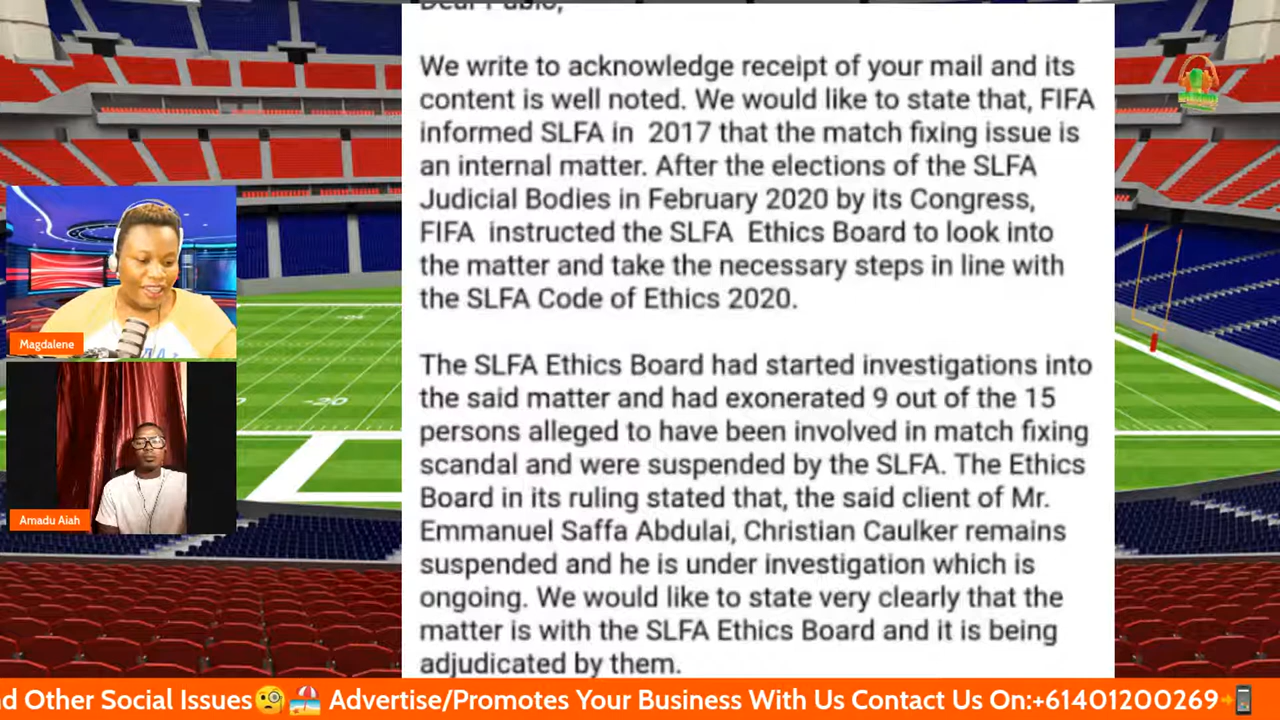 Dear Pablo,
We write to acknowledge receipt of your mail and its
content is well noted. We would like to state that, FIFA
informed SLFA in 2017 that the match fixing issue is
an internal matter. After the elections of the SLFA
Judicial Bodies in February 2020 by its Congress,
FIFA instructed the SLFA Ethics Board to look into
the matter and take the necessary steps in line with
the SLFA Code of Ethics 2020.
The SLFA Ethics Board had started investigations into
the said matter and had exonerated 9 out of the 15
persons alleged to have been involved in match fixing
scandal and were suspended by the SLFA. The Ethics
Board in its ruling stated that, the said client of Mr.
Emmanuel Saffa Abdulai, Christian Caulker remains
suspended and he is under investigation which is
ongoing. We would like to state very clearly that the
matter is with the SLFA Ethics Board and it is being
adjudicated by them.
Magdalene
Amadu Aiah
-20
d Other Social Issues🧐🏖️ Advertise/Promotes Your Business With Us Contact Us On:+61401200269📲